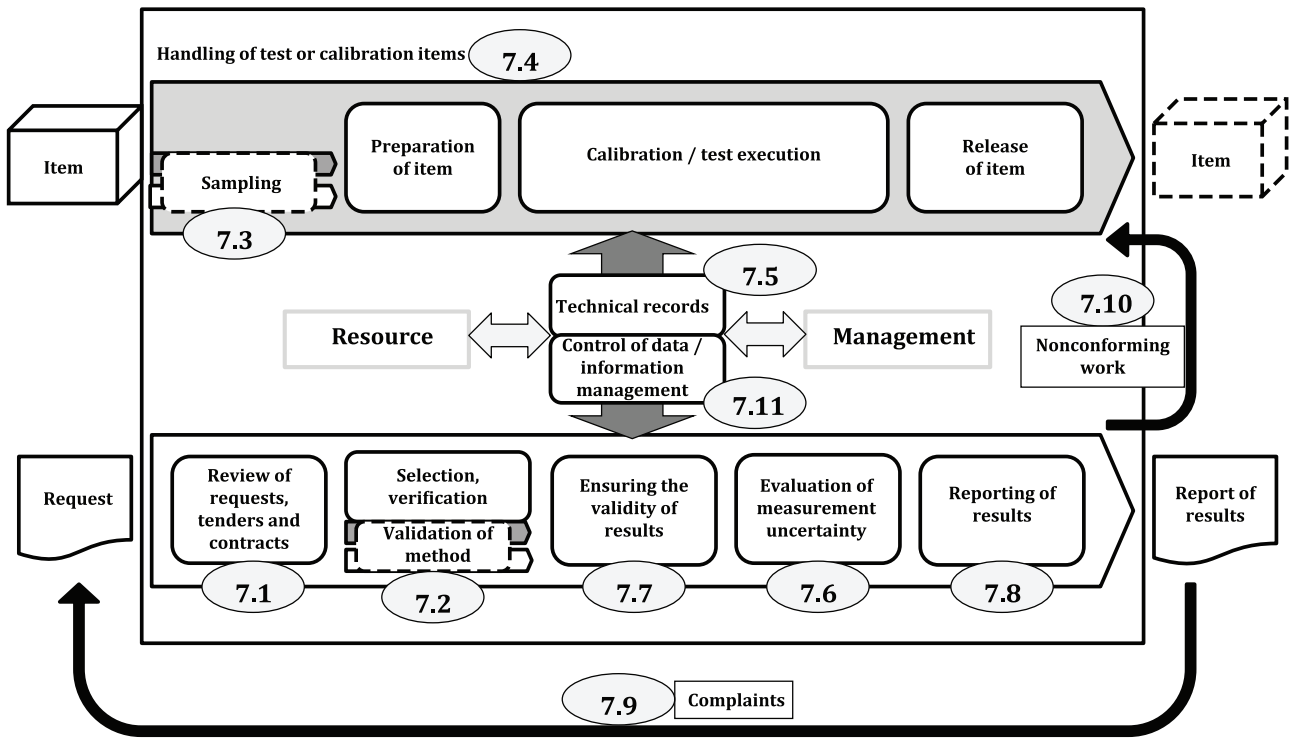 Handling of test or calibration items
7.4
Item
Sampling
7.3
Preparation
of item
Calibration / test execution
Release
of item
Item
7.5
Technical records
Resource
Management
Control of data /
information
management
7.11
7.10
Nonconforming
work
Request
Review of
requests,
tenders and
contracts
7.1
Selection,
verification
Validation of
method
7.2
Ensuring the
validity of
results
7.7
Evaluation of
measurement
uncertainty
7.6
Reporting of
results
7.8
Report of
results
7.9
Complaints